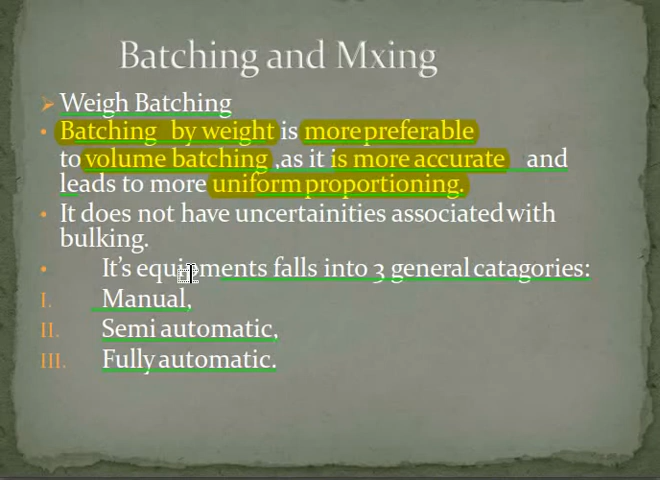 Batching and Mxing
Weigh Batching
Batching by weight is more preferable
to volume batching ,as it is more accurate and
leads to more uniform proportioning.
It does not have uncertainities associated with
bulking.
It's equipments falls into 3 general catagories:
I. Manual,
II. Semi automatic,
III. Fully automatic.